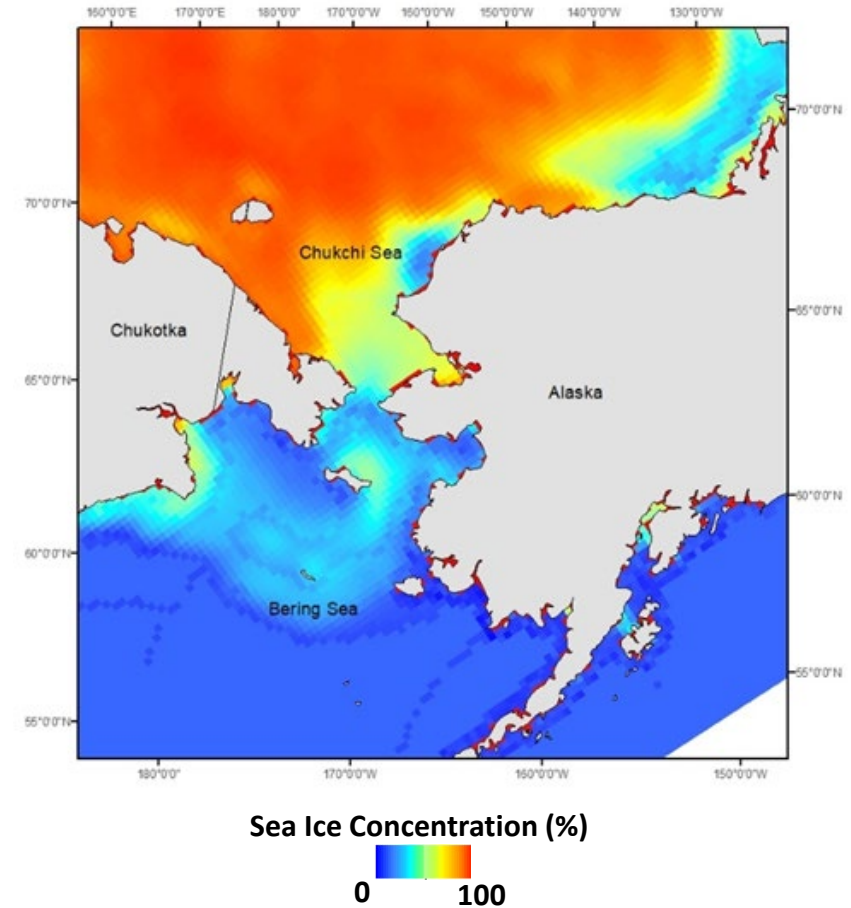 160°0'0"E 170°0'0"E 180°0'0" 170°0'0"W 160°0'0"W 150°0'0"W 140°0'0"W 130°0'0"W
70°0'0"N
70°0'0"N
Chukchi Sea
65°0'0"N
Chukotka
65°0'0"N
Alaska
60°0'0"N
60°0'0"N
Bering Sea
55°0'0"N
55°0'0"N
180°0'0" 170°0'0"W 160°0'0"W 150°0'0"W
Sea Ice Concentration (%)
0 100